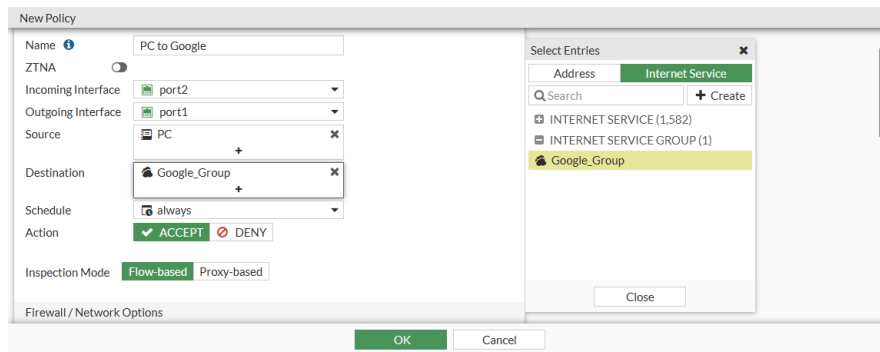 New Policy
Name
PC to Google
ZTNA
Incoming Interface
port2
Outgoing Interface
port1
Source
PC
+
Destination
Google_Group
+
Schedule
always
Action
ACCEPT
DENY
Inspection Mode
Flow-based
Proxy-based
Firewall / Network Options
Select Entries
Address
Internet Service
Search
+ Create
INTERNET SERVICE (1,582)
INTERNET SERVICE GROUP (1)
Google_Group
Close
OK
Cancel